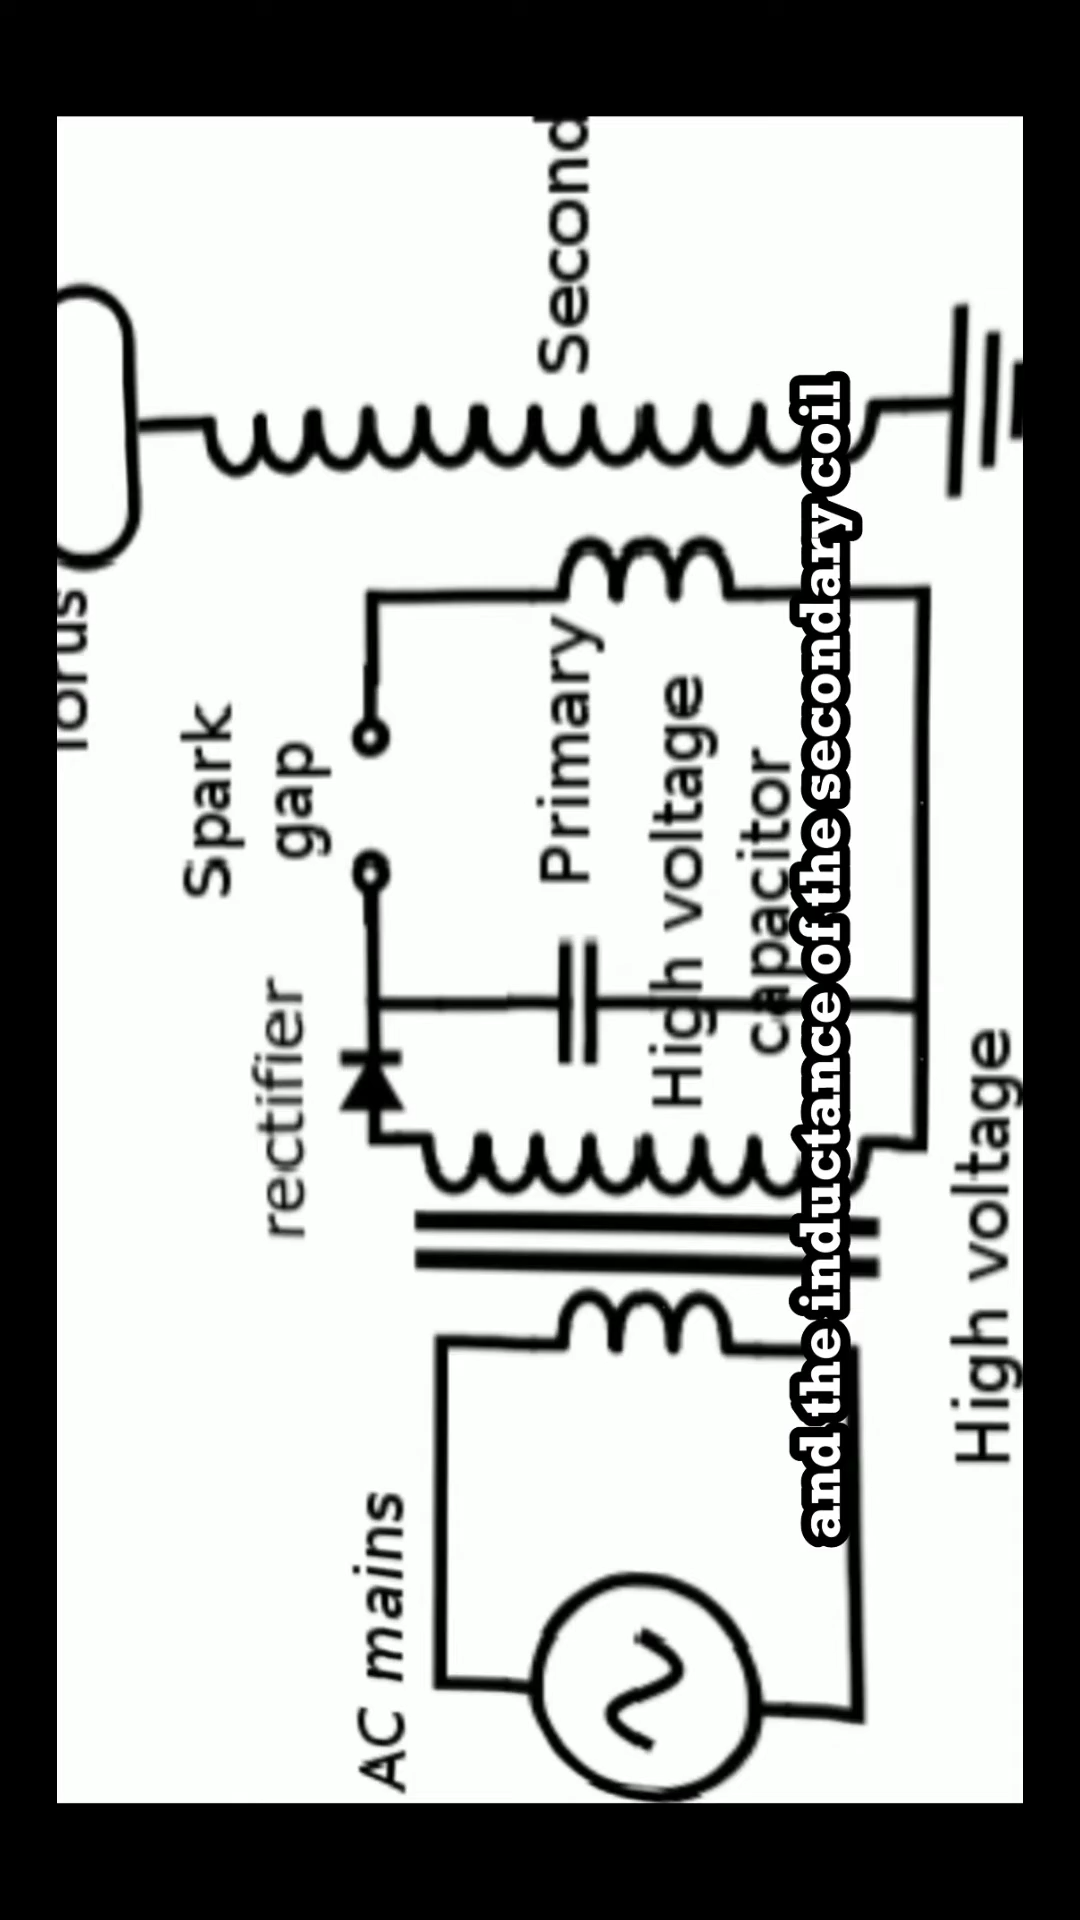 Torus
Spark
gap
rectifier
AC mains
Second
Primary
High voltage
capacitor
and the inductance of the secondary coil
High voltage